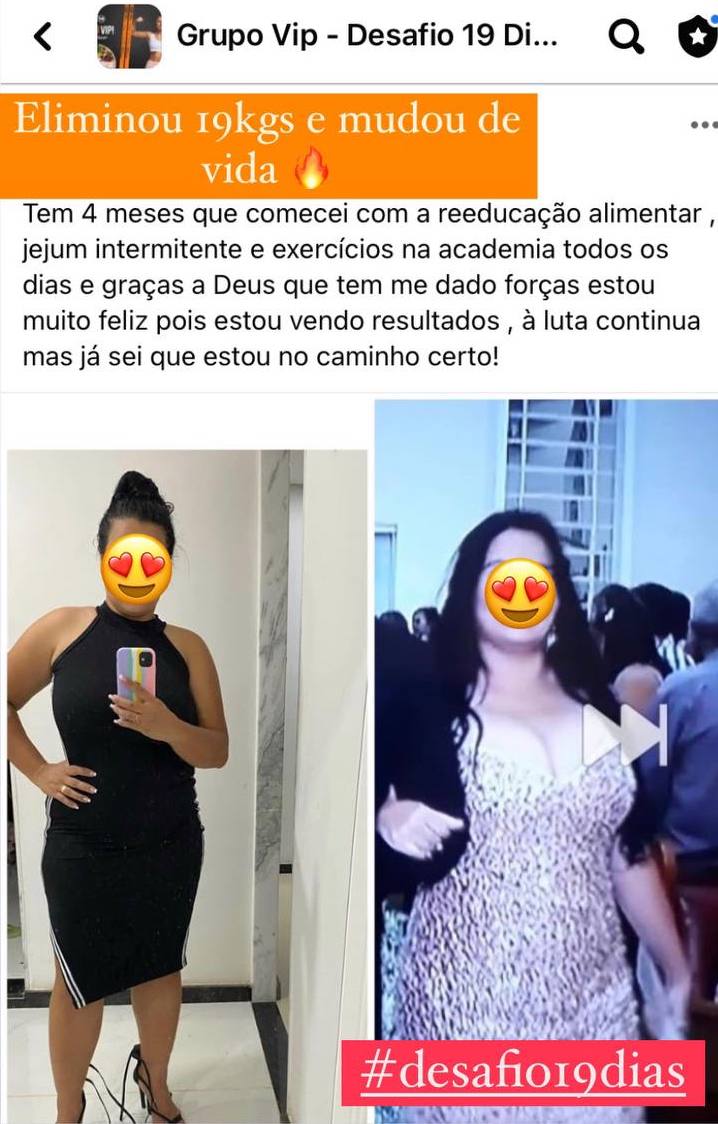 Grupo Vip - Desafio 19 Di...
Eliminou 19kgs e mudou de
vida 🔥
Tem 4 meses que comecei com a reeducação alimentar ,
jejum intermitente e exercícios na academia todos os
dias e graças a Deus que tem me dado forças estou
muito feliz pois estou vendo resultados , à luta continua
mas já sei que estou no caminho certo!
#desafio19dias